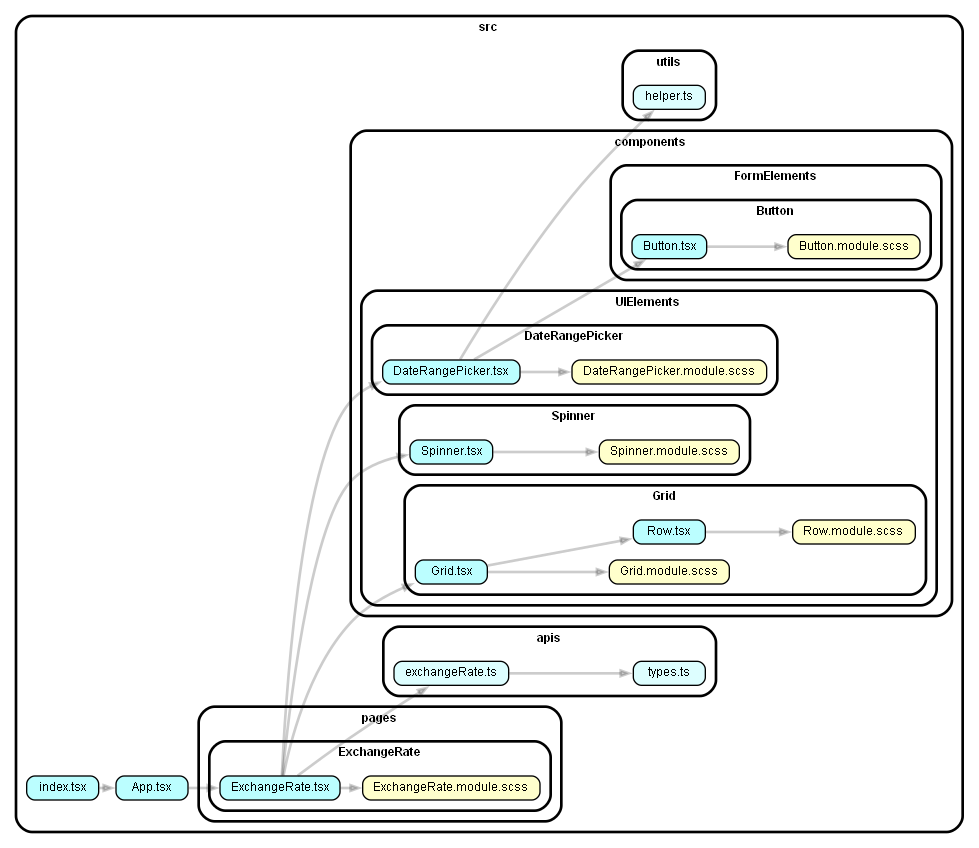 src
utils
helper.ts
components
FormElements
Button
Button.tsx
Button.module.scss
UIElements
DateRangePicker
DateRangePicker.tsx
DateRangePicker.module.scss
Spinner
Spinner.tsx
Spinner.module.scss
Grid
Row.tsx
Row.module.scss
Grid.tsx
Grid.module.scss
apis
exchangeRate.ts
types.ts
pages
ExchangeRate
index.tsx
App.tsx
ExchangeRate.tsx
ExchangeRate.module.scss